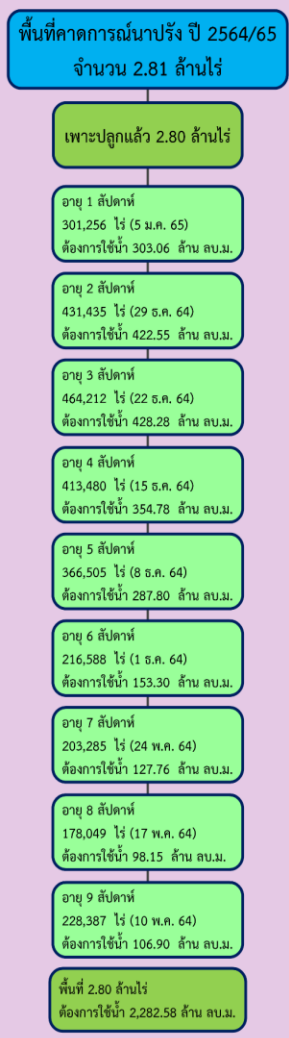 พื้นที่คาดการณ์นาปรัง ปี 2564/65
จำนวน 2.81 ล้านไร่
เพาะปลูกแล้ว 2.80 ล้านไร่
อายุ 1 สัปดาห์
301,256 ไร่ (5 ม.ค. 65)
ต้องการใช้น้ำ 303.06 ล้าน ลบ.ม.
อายุ 2 สัปดาห์
431,435 ไร่ (29 ธ.ค. 64)
ต้องการใช้น้ำ 422.55 ล้าน ลบ.ม.
อายุ 3 สัปดาห์
464,212 ไร่ (22 ธ.ค. 64)
ต้องการใช้น้ำ 428.28 ล้าน ลบ.ม.
อายุ 4 สัปดาห์
413,480 ไร่ (15 ธ.ค. 64)
ต้องการใช้น้ำ 354.78 ล้าน ลบ.ม.
อายุ 5 สัปดาห์
366,505 ไร่ (8 ธ.ค. 64)
ต้องการใช้น้ำ 287.80 ล้าน ลบ.ม.
อายุ 6 สัปดาห์
216,588 ไร่ (1 ธ.ค. 64)
ต้องการใช้น้ำ 153.30 ล้าน ลบ.ม.
อายุ 7 สัปดาห์
203,285 ไร่ (24 พ.ค. 64)
ต้องการใช้น้ำ 127.76 ล้าน ลบ.ม.
อายุ 8 สัปดาห์
178,049 ไร่ (17 พ.ค. 64)
ต้องการใช้น้ำ 98.15 ล้าน ลบ.ม.
อายุ 9 สัปดาห์
228,387 ไร่ (10 พ.ค. 64)
ต้องการใช้น้ำ 106.90 ล้าน ลบ.ม.
พื้นที่ 2.80 ล้านไร่
ต้องการใช้น้ำ 2,282.58 ล้าน ลบ.ม.